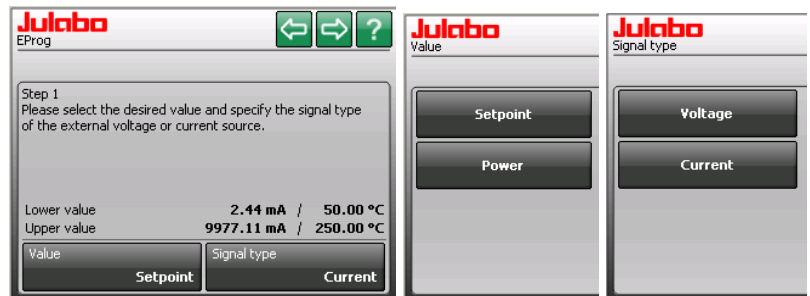 Julabo
EProg
?
Step 1
Please select the desired value and specify the signal type
of the external voltage or current source.
Lower value 2.44 mA / 50.00 °C
Upper value 9977.11 mA / 250.00 °C
Value
Setpoint
Signal type
Current
Julabo
Value
Setpoint
Power
Julabo
Signal type
Voltage
Current